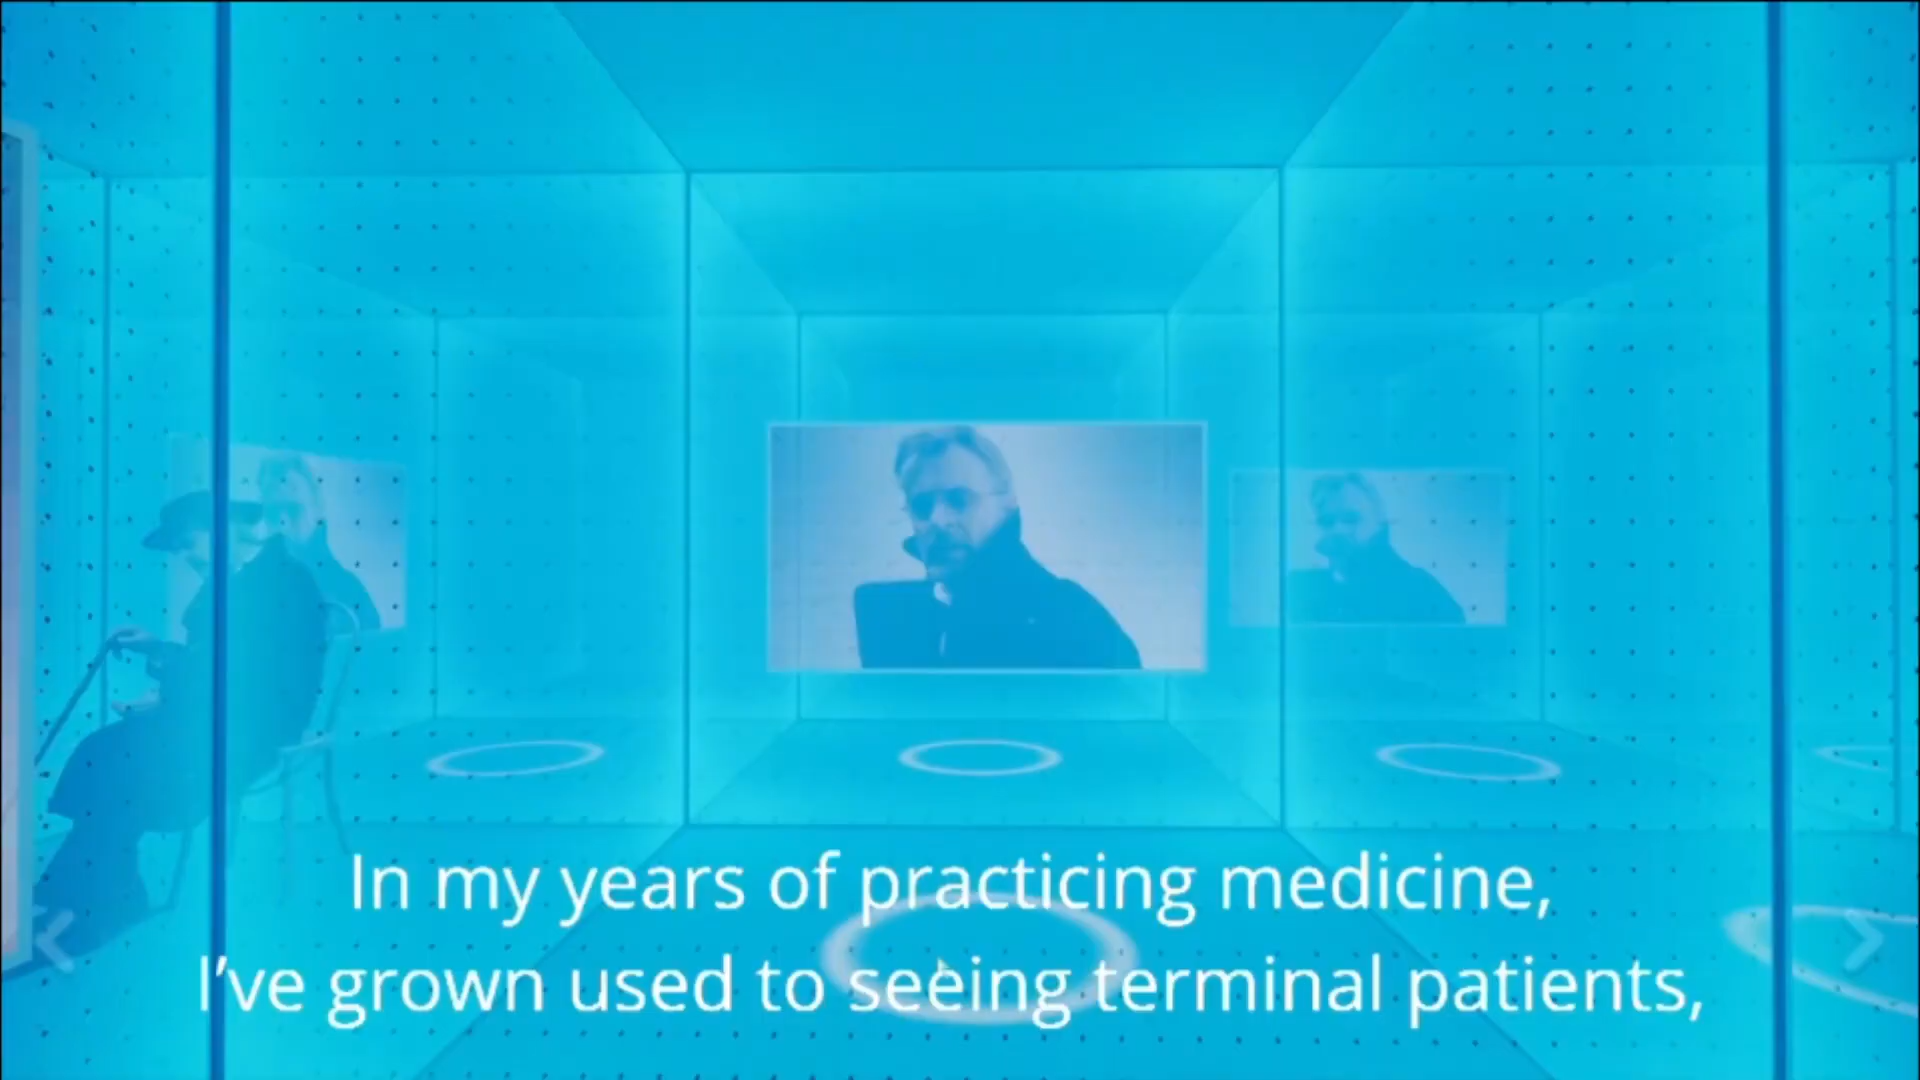 In my years of practicing medicine,
I've grown used to seeing terminal patients,